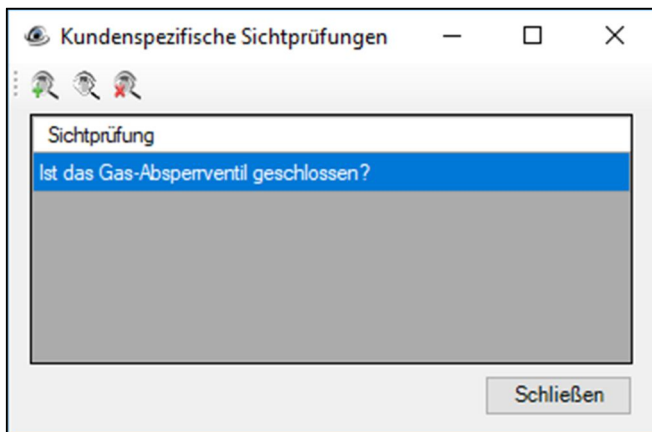 Kundenspezifische Sichtprüfungen
Sichtprüfung
Ist das Gas-Absperrventil geschlossen?
Schließen